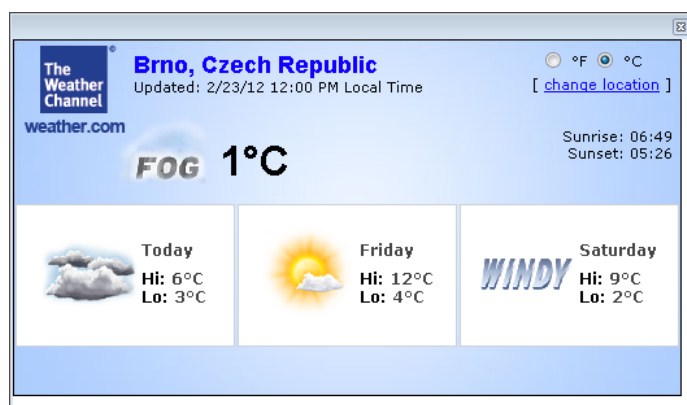 The
Weather
Channel
weather.com
Brno, Czech Republic
Updated: 2/23/12 12:00 PM Local Time
°F °C
[ change location ]
FOG 1°C
Sunrise: 06:49
Sunset: 05:26
Today
Hi: 6°C
Lo: 3°C
Friday
Hi: 12°C
Lo: 4°C
WINDY
Saturday
Hi: 9°C
Lo: 2°C